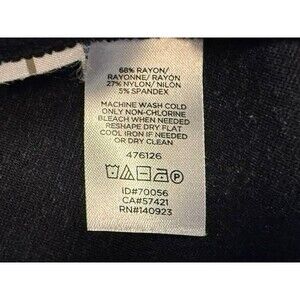 68% RAYON/
RAYONNE/ RAYÓN
27% NYLON/ NILÓN
5% SPANDEX
MACHINE WASH COLD
ONLY NON-CHLORINE
BLEACH WHEN NEEDED
RESHAPE DRY FLAT
COOL IRON IF NEEDED
OR DRY CLEAN
476126
P
ID#70056
CA#57421
RN#140923